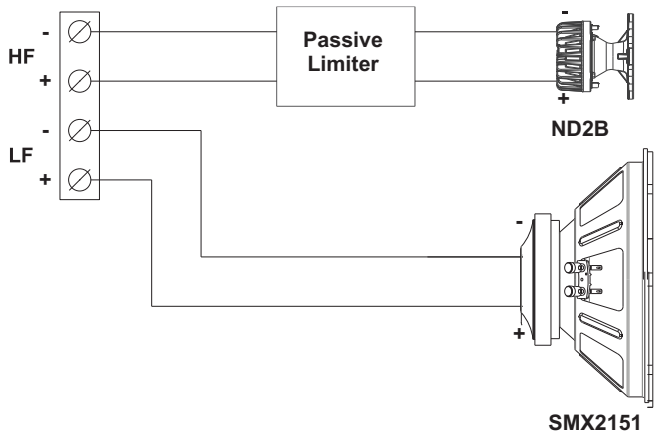 -
HF
+
-
LF
+
Passive
Limiter
-
+
ND2B
-
+
SMX2151